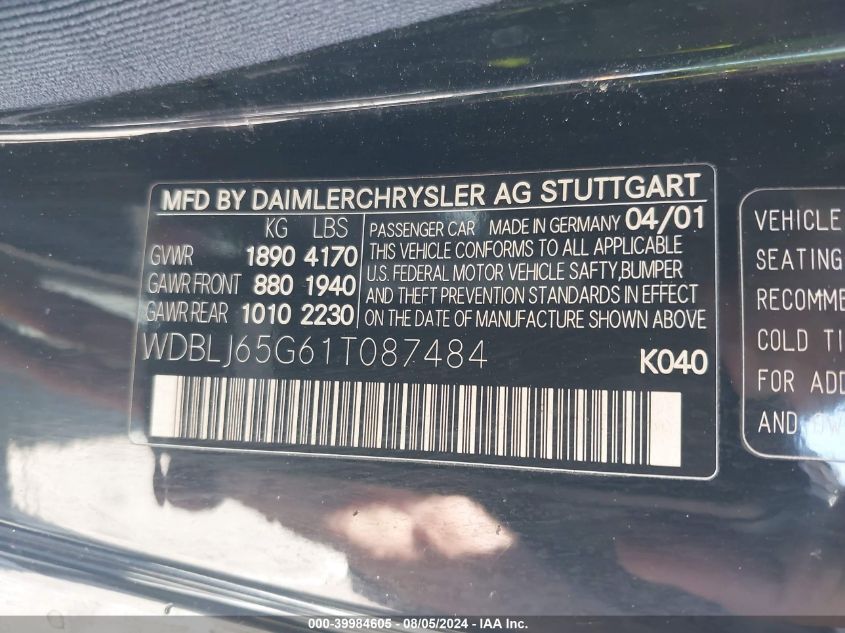 MFD BY DAIMLERCHRYSLER AG STUTTGART
KG LBS
GVWR 1890 4170
GAWR FRONT 880 1940
GAWR REAR 1010 2230
PASSENGER CAR MADE IN GERMANY 04/01
THIS VEHICLE CONFORMS TO ALL APPLICABLE
U.S. FEDERAL MOTOR VEHICLE SAFTY,BUMPER
AND THEFT PREVENTION STANDARDS IN EFFECT
ON THE DATE OF MANUFACTURE SHOWN ABOVE
WDBLJ65G61T087484 K040
VEHICLE
SEATING
RECOMME
COLD TI
FOR ADD
AND OW
000-39984605 - 08/05/2024 - IAA, Inc.